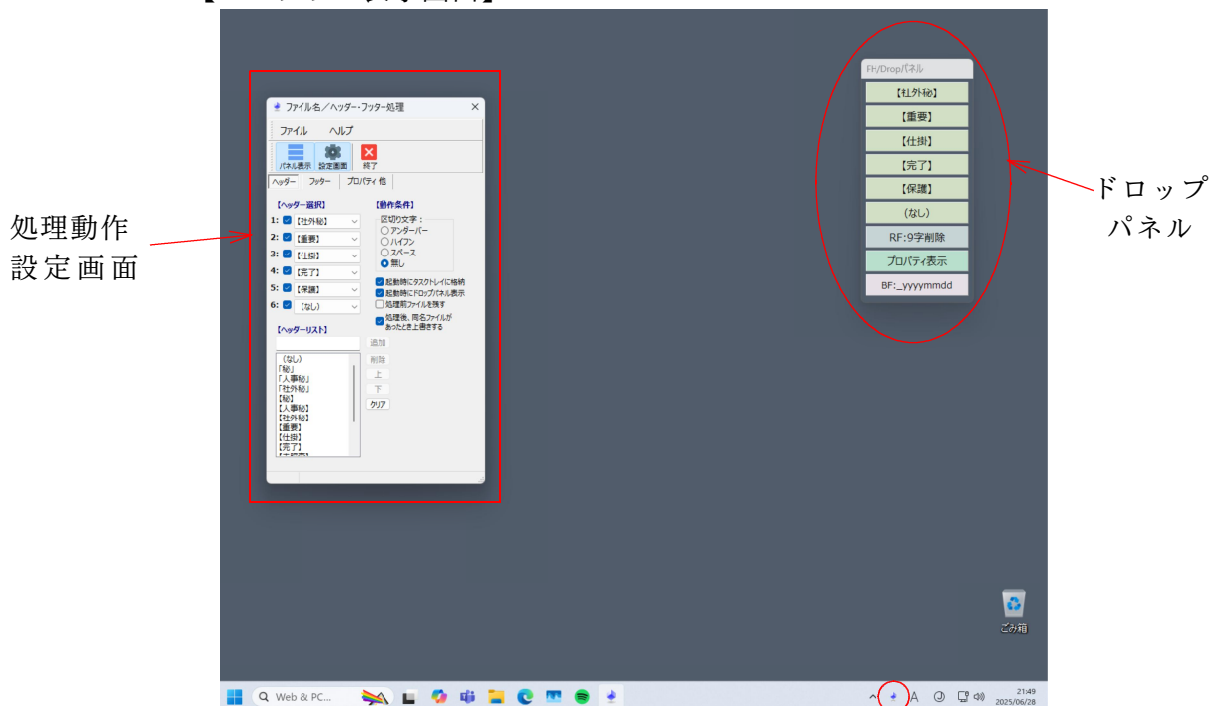 処理動作
設定画面
ファイル名／ヘッダー・フッター処理
ファイル ヘルプ
パネル表示 設定画面 終了
ヘッダー フッター プロパティ他
【ヘッダー選択】
1: 【社外秘】
2: 【重要】
3: 【仕掛】
4: 【完了】
5: 【保護】
6: (なし)
【動作条件】
区切り文字：
アンダーバー
ハイフン
スペース
無し
起動時にタスクトレイに格納
起動時にドロップパネル表示
処理前ファイルを残す
処理後、同名ファイルが
あったとき上書きする
【ヘッダーリスト】
追加
削除
上
下
クリア
(なし)
「秘」
「人事秘」
「社外秘」
【秘】
【人事秘】
【社外秘】
【重要】
【仕掛】
【完了】
FH/Dropパネル
【社外秘】
【重要】
【仕掛】
【完了】
【保護】
(なし)
RF:9字削除
プロパティ表示
BF:_yyyymmdd
ドロップ
パネル
ごみ箱
Web & PC...
A
21:49
2025/06/28